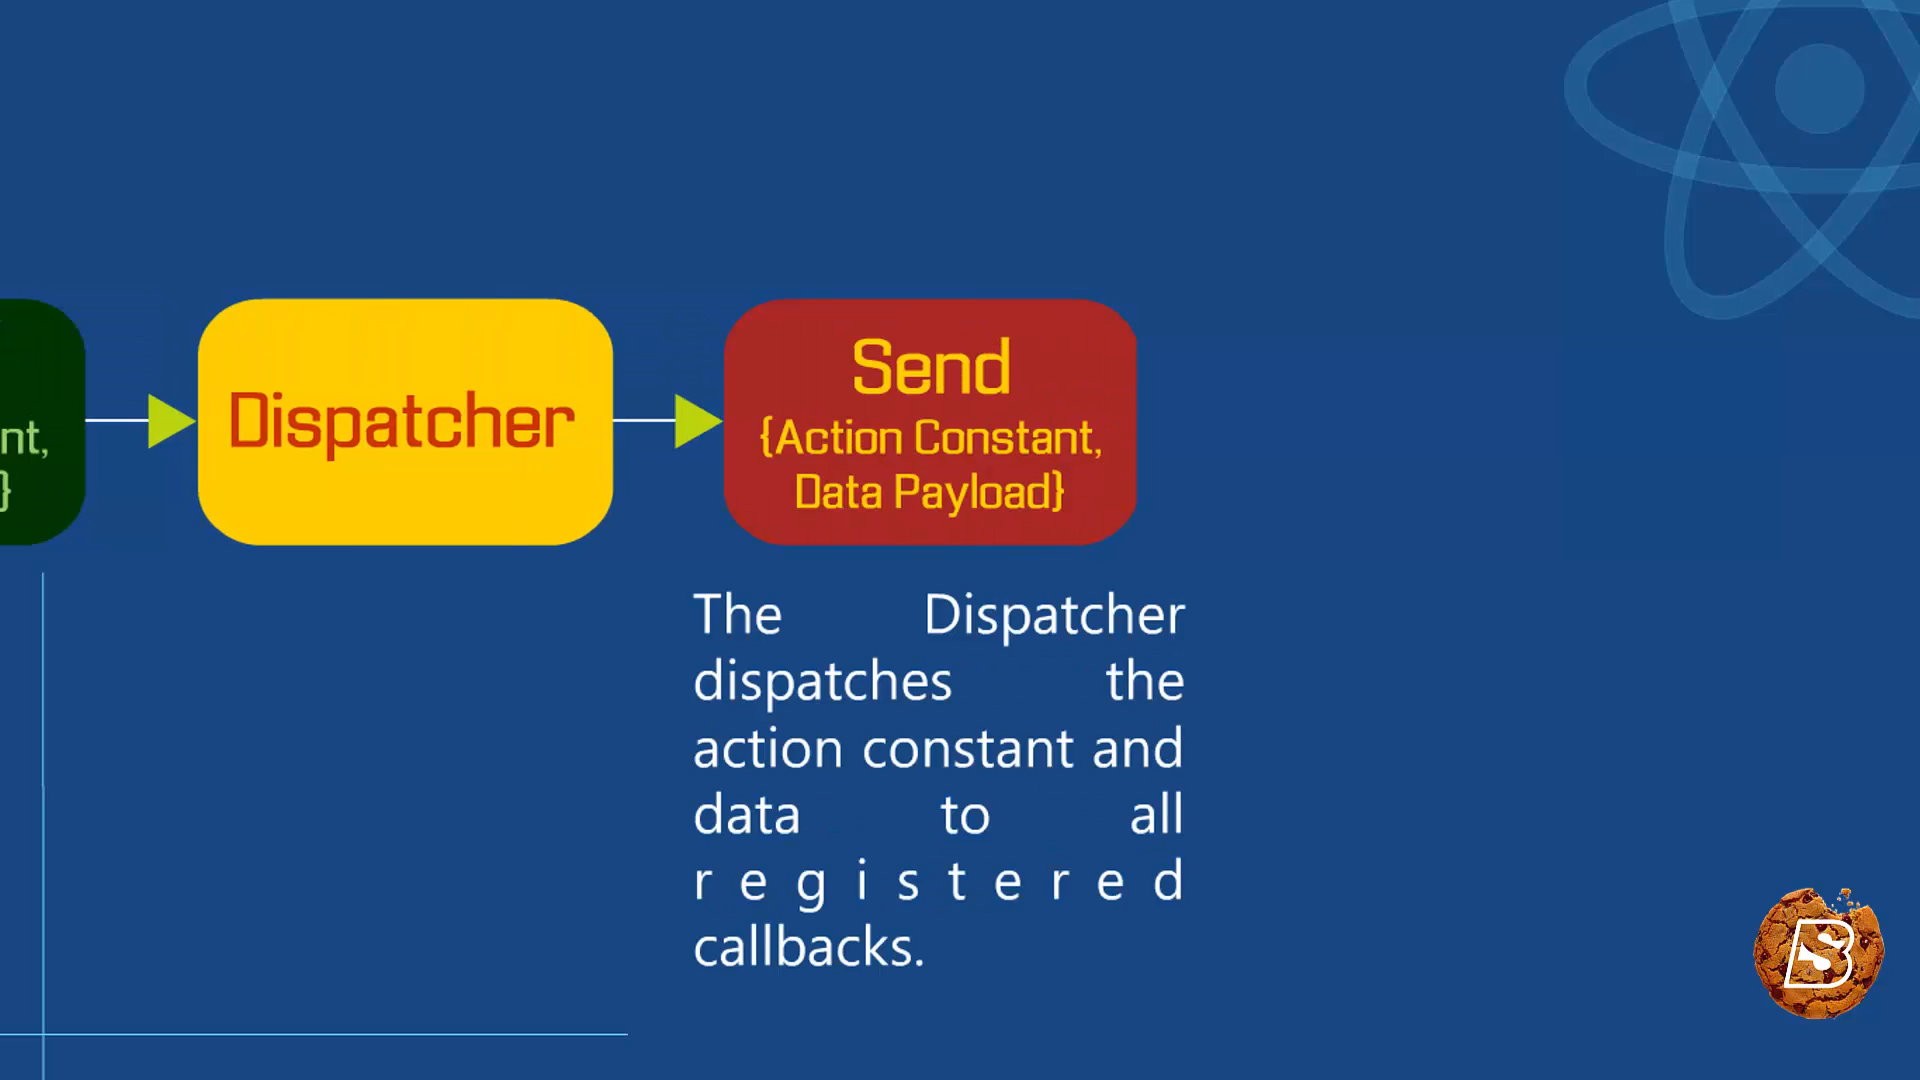 nt,
}
Dispatcher
Send
{Action Constant,
Data Payload}
The Dispatcher
dispatches the
action constant and
data to all
registered
callbacks.
B